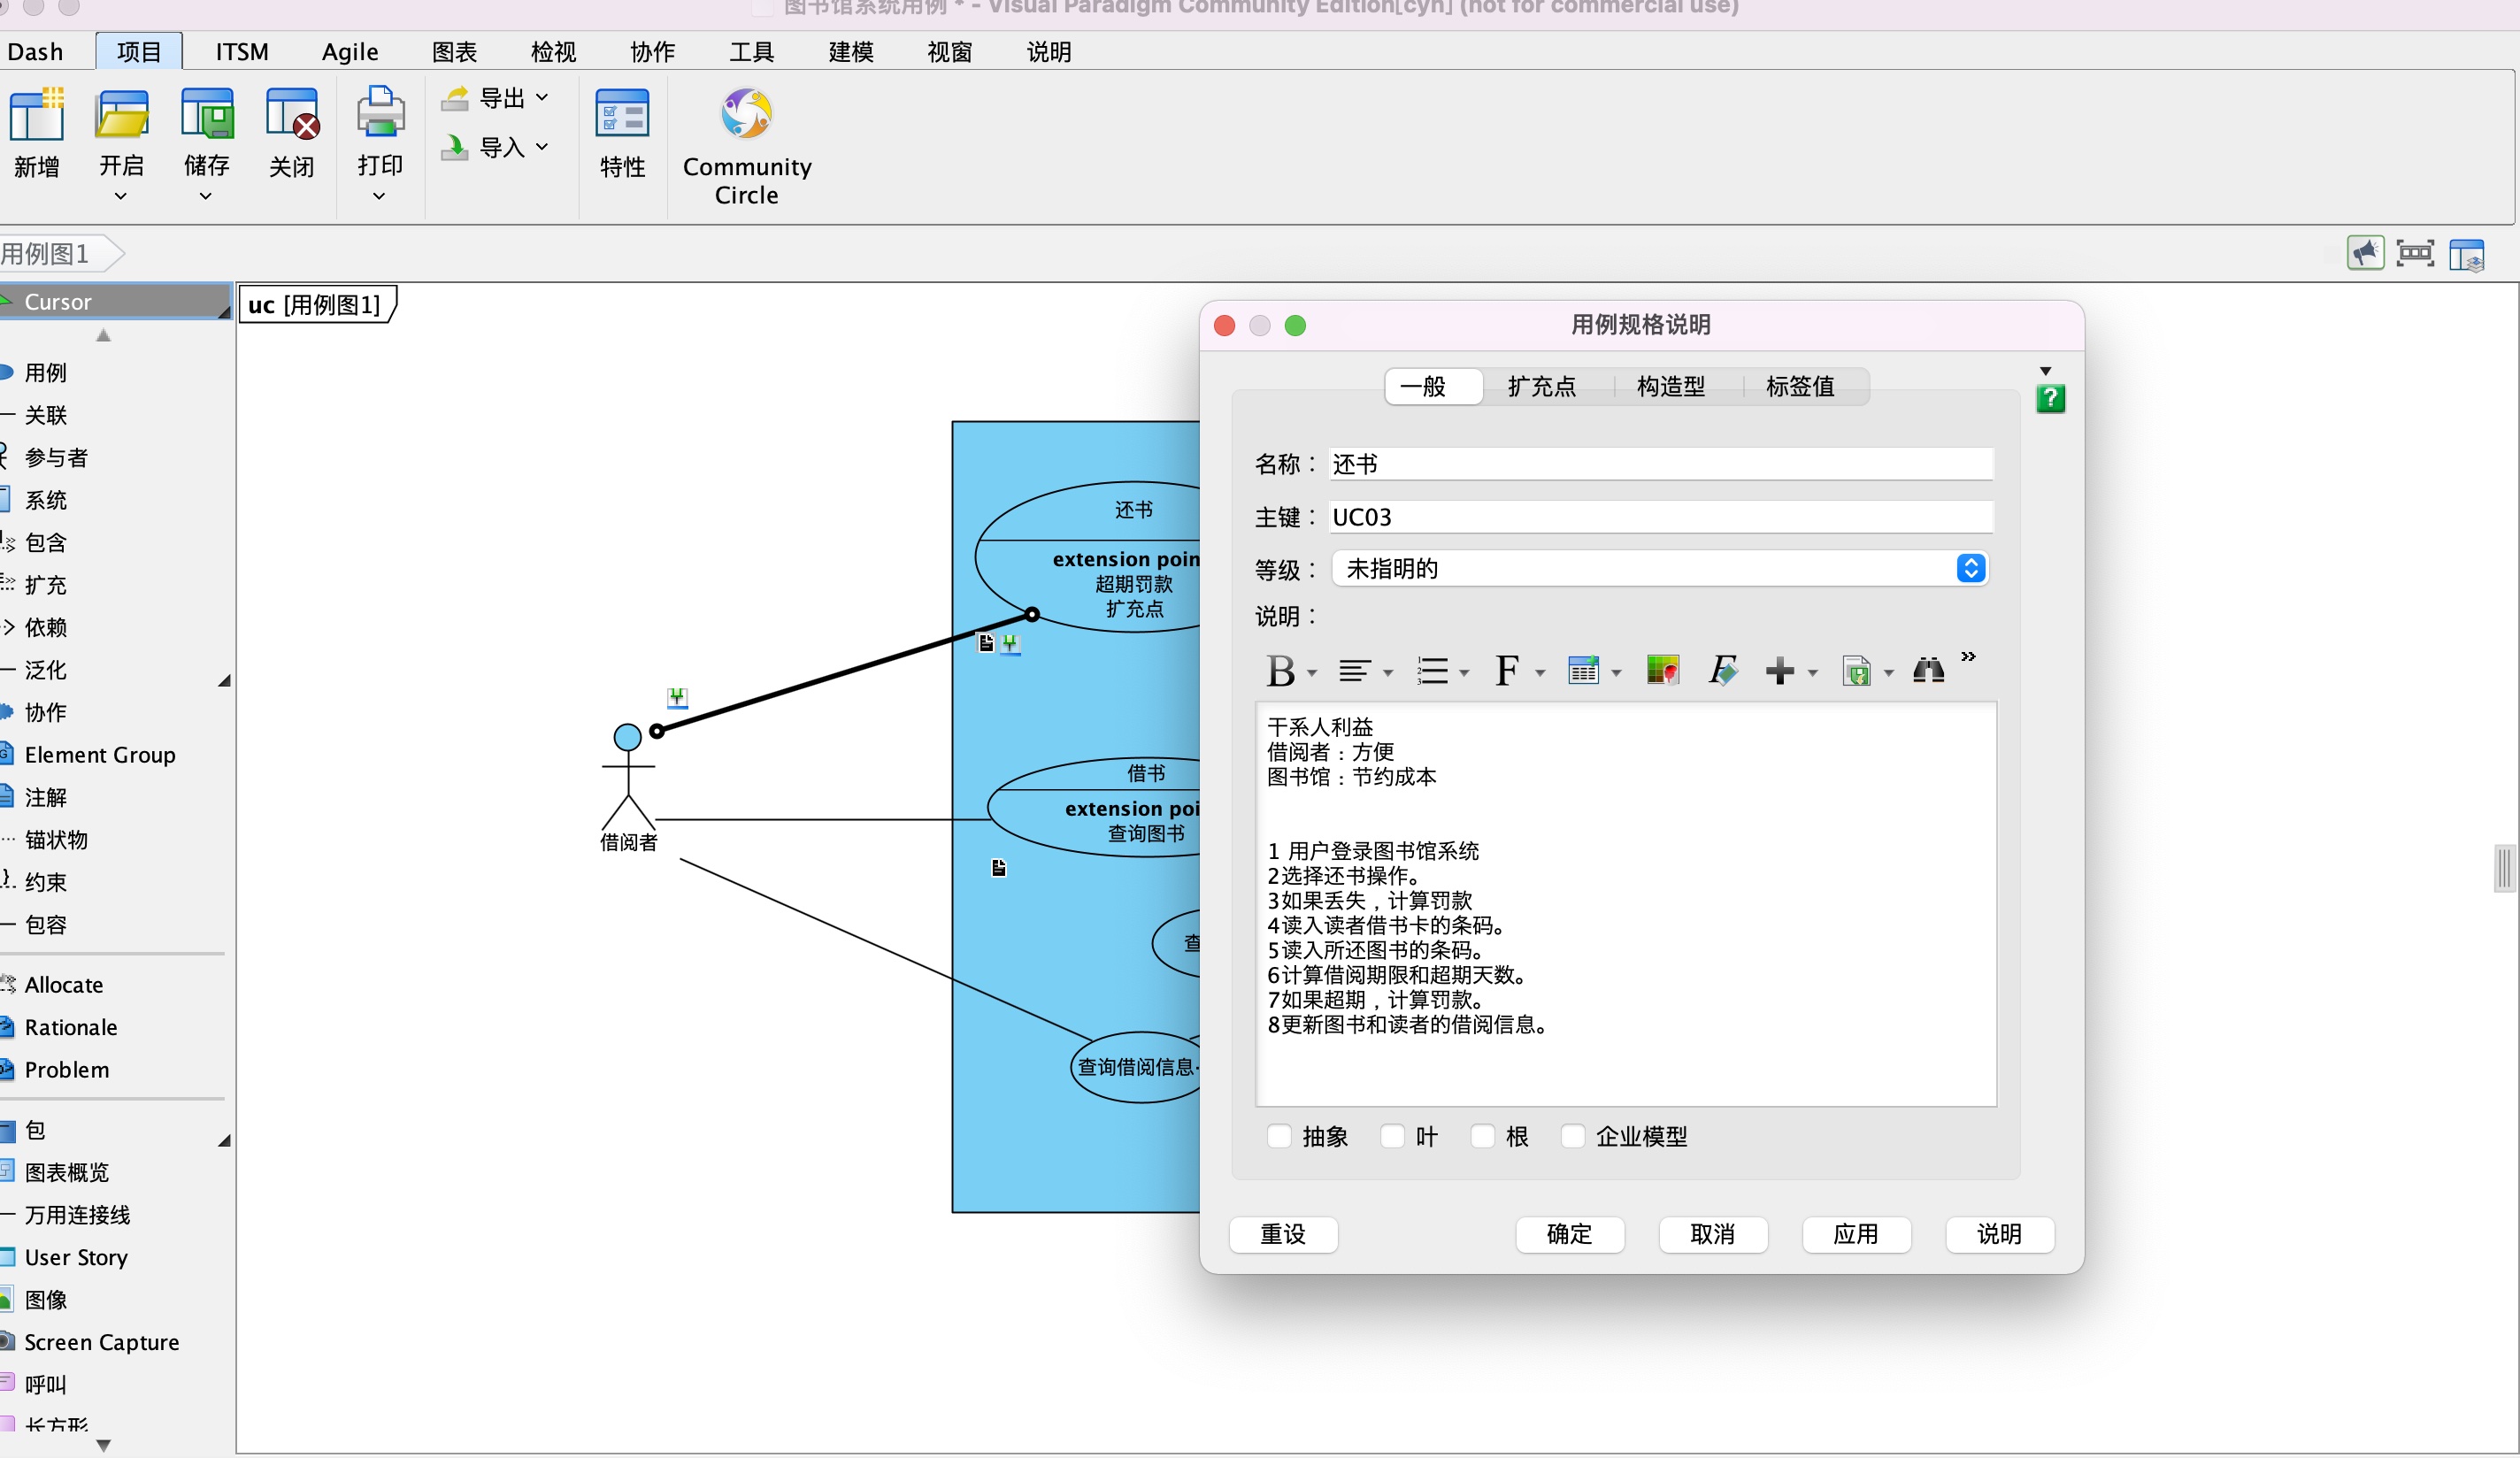 图书馆系统用例 * - Visual Paradigm Community Edition[cyn] (not for commercial use)
Dash 项目 ITSM Agile 图表 检视 协作 工具 建模 视窗 说明
新增 开启 储存 关闭 打印 导出 导入 特性 Community Circle
用例图1
Cursor
用例
关联
参与者
系统
包含
扩充
依赖
泛化
协作
Element Group
注解
锚状物
约束
包容
Allocate
Rationale
Problem
包
图表概览
万用连接线
User Story
图像
Screen Capture
呼叫
长方形
uc [用例图1]
借阅者
还书
extension poin
超期罚款
扩充点
借书
extension poi
查询图书
查
查询借阅信息
用例规格说明
一般 扩充点 构造型 标签值
?
名称：还书
主键：UC03
等级：未指明的
说明：
B F F »
干系人利益
借阅者：方便
图书馆：节约成本
1 用户登录图书馆系统
2选择还书操作。
3如果丢失，计算罚款
4读入读者借书卡的条码。
5读入所还图书的条码。
6计算借阅期限和超期天数。
7如果超期，计算罚款。
8更新图书和读者的借阅信息。
抽象 叶 根 企业模型
重设 确定 取消 应用 说明